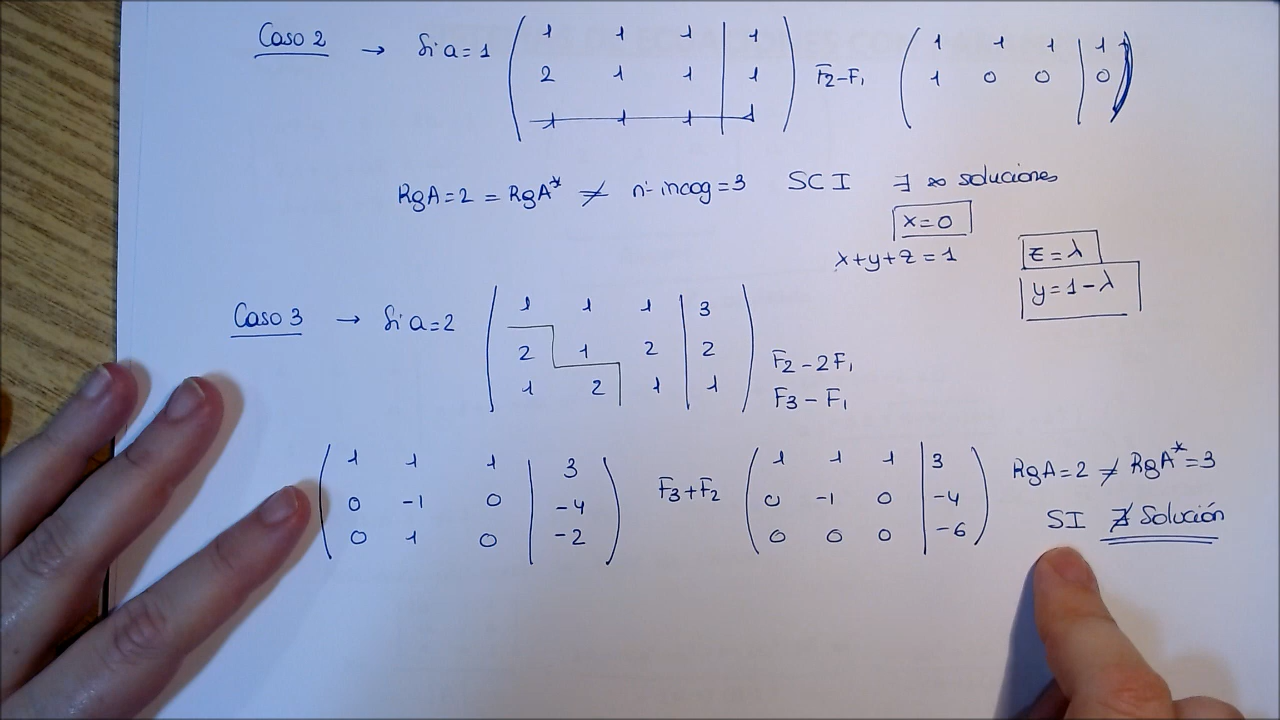 Caso 2 → Si a=1 ( 1 1 1 | 1 ) ( 1 1 1 | 1 )
2 1 1 | 1 F2-F1 1 0 0 | 0
1 1 1 | 1
RgA=2 = RgA* ≠ nº incog=3 SCI ∃ ∞ soluciones
x=0
x+y+z=1 z=λ
y=1-λ
Caso 3 → Si a=2 ( 1 1 1 | 3 )
2 1 2 | 2 F2-2F1
1 2 1 | 1 F3-F1
( 1 1 1 | 3 ) ( 1 1 1 | 3 ) RgA=2 ≠ RgA*=3
0 -1 0 | -4 F3+F2 0 -1 0 | -4 SI ∄ Solución
0 1 0 | -2 0 0 0 | -6